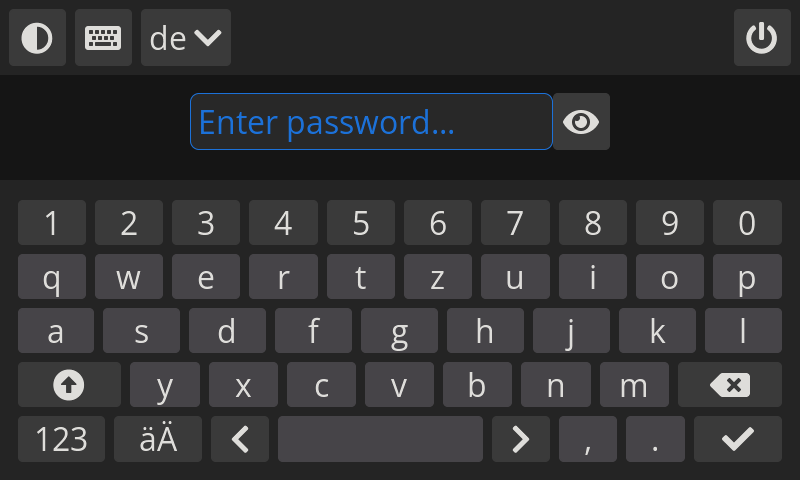 de
Enter password...
1 2 3 4 5 6 7 8 9 0
q w e r t z u i o p
a s d f g h j k l
y x c v b n m
123 äÄ , .